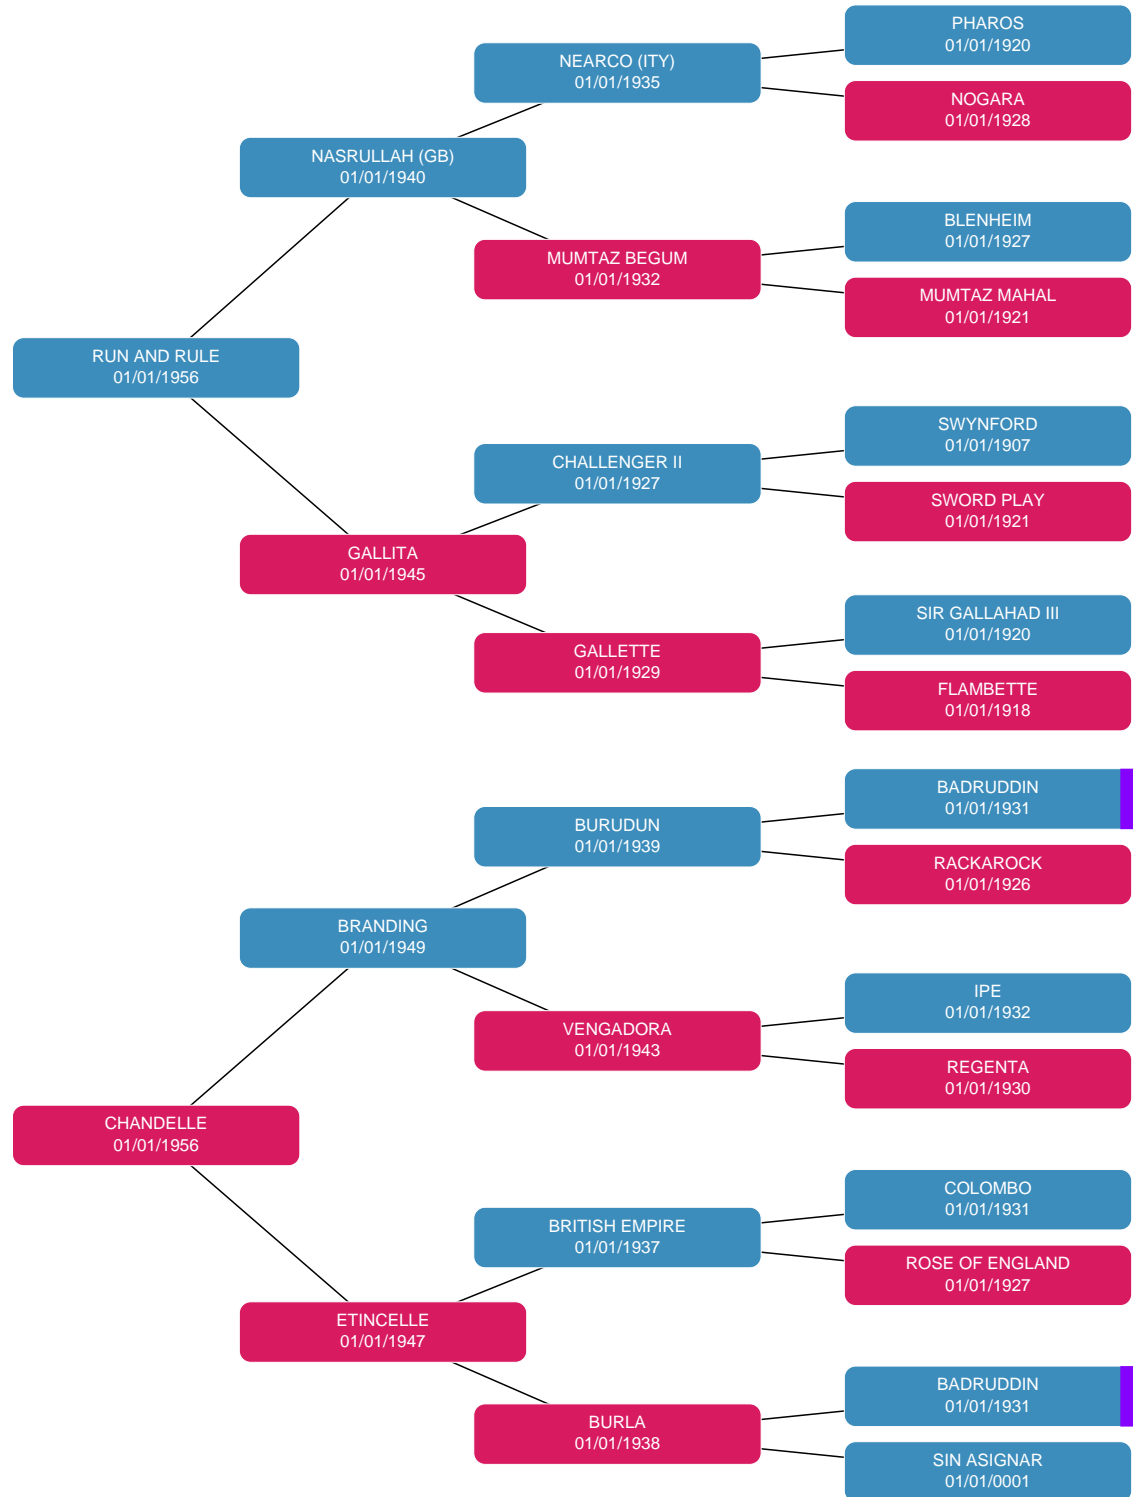 PHAROS
01/01/1920
NEARCO (ITY)
01/01/1935
NOGARA
01/01/1928
NASRULLAH (GB)
01/01/1940
BLENHEIM
01/01/1927
MUMTAZ BEGUM
01/01/1932
MUMTAZ MAHAL
01/01/1921
RUN AND RULE
01/01/1956
SWYNFORD
01/01/1907
CHALLENGER II
01/01/1927
SWORD PLAY
01/01/1921
GALLITA
01/01/1945
SIR GALLAHAD III
01/01/1920
GALLETTE
01/01/1929
FLAMBETTE
01/01/1918
BADRUDDIN
01/01/1931
BURUDUN
01/01/1939
RACKAROCK
01/01/1926
BRANDING
01/01/1949
IPE
01/01/1932
VENGADORA
01/01/1943
REGENTA
01/01/1930
CHANDELLE
01/01/1956
COLOMBO
01/01/1931
BRITISH EMPIRE
01/01/1937
ROSE OF ENGLAND
01/01/1927
ETINCELLE
01/01/1947
BADRUDDIN
01/01/1931
BURLA
01/01/1938
SIN ASIGNAR
01/01/0001